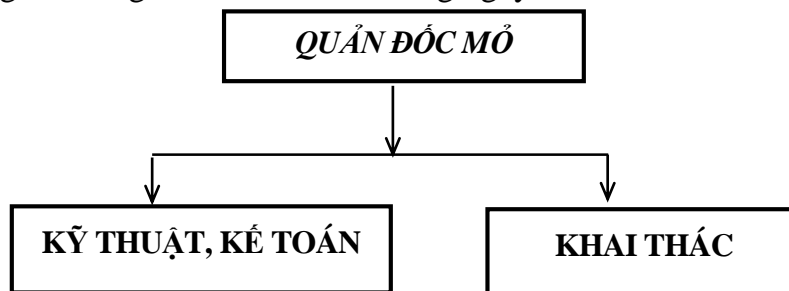 QUẢN ĐỐC MỎ
KỸ THUẬT, KẾ TOÁN
KHAI THÁC